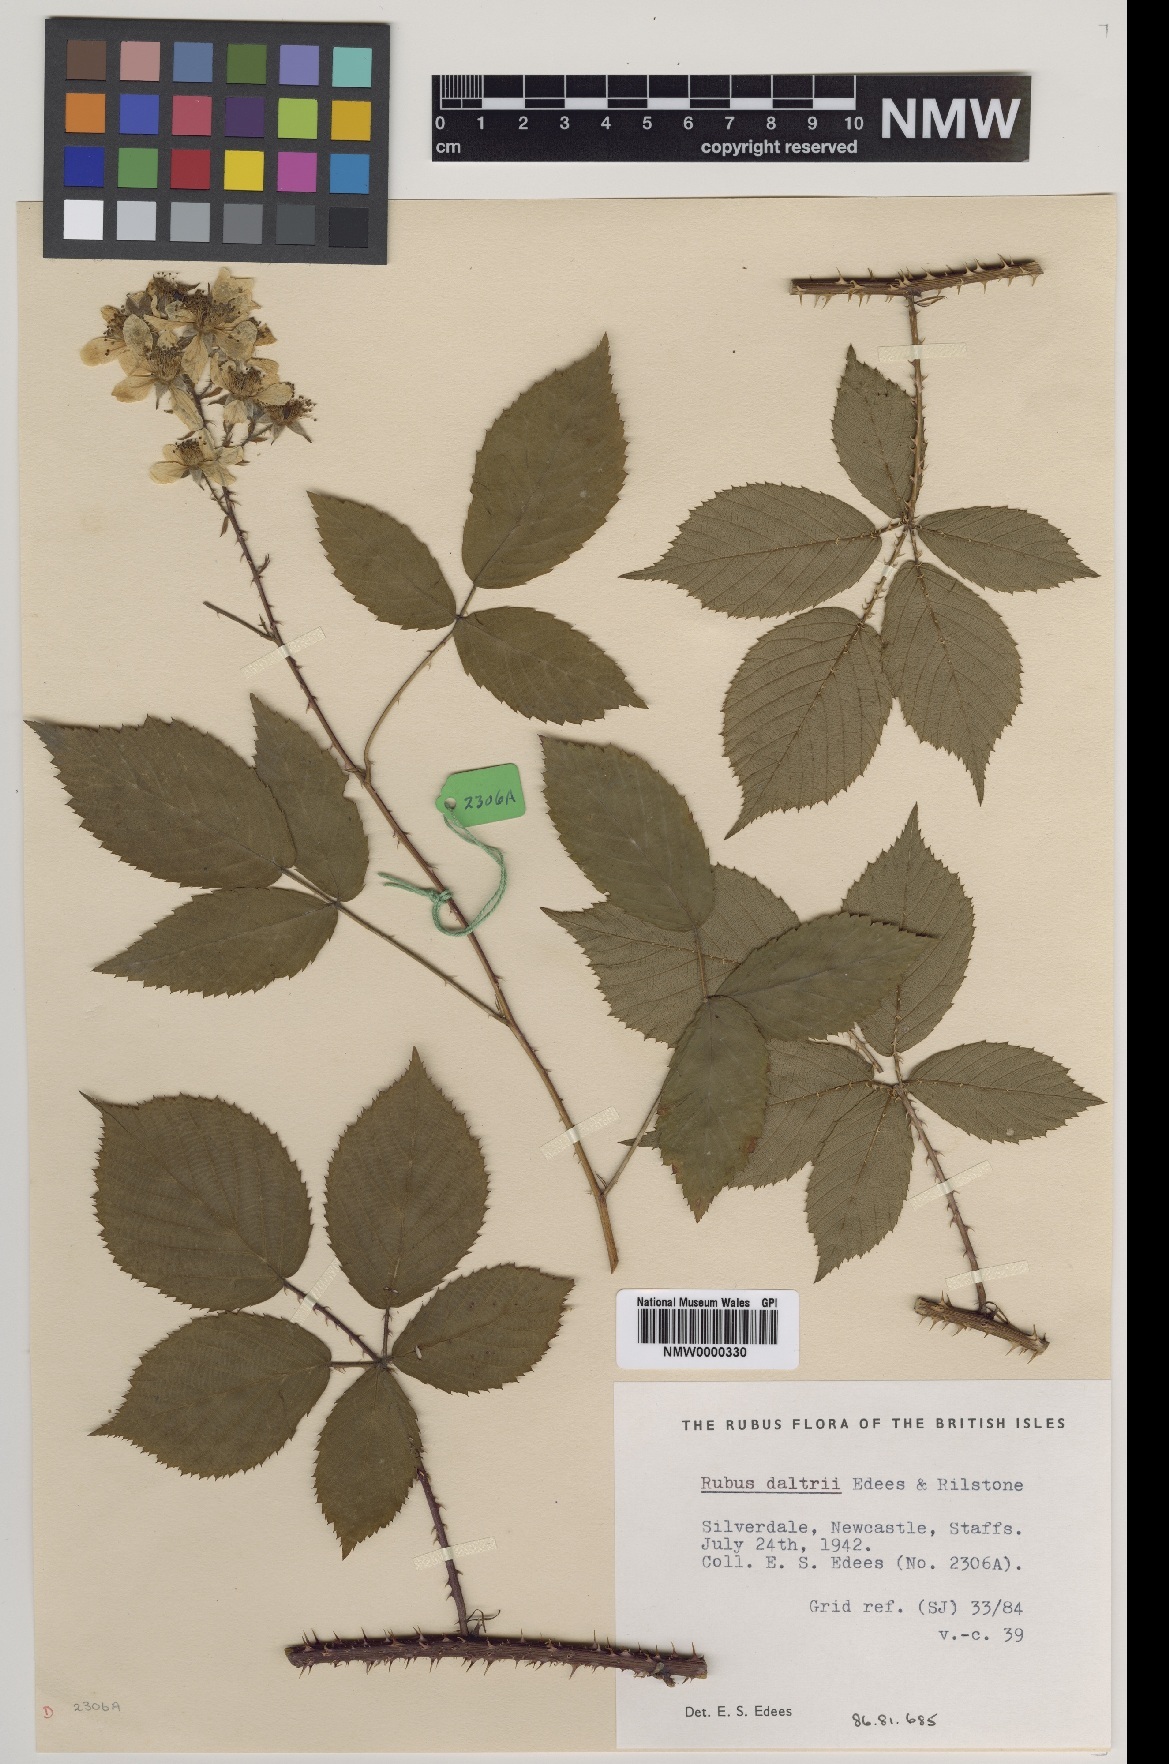 0 1 2 3 4 5 6 7 8 9 10
cm
copyright reserved
NMW
2306A
National Museum Wales GPI
NMW0000330
THE RUBUS FLORA OF THE BRITISH ISLES
Rubus daltrii Edees & Rilstone
Silverdale, Newcastle, Staffs.
July 24th, 1942.
Coll. E. S. Edees (No. 2306A).
Grid ref. (SJ) 33/84
v.-c. 39
Det. E. S. Edees
86.81.685
D 2306A